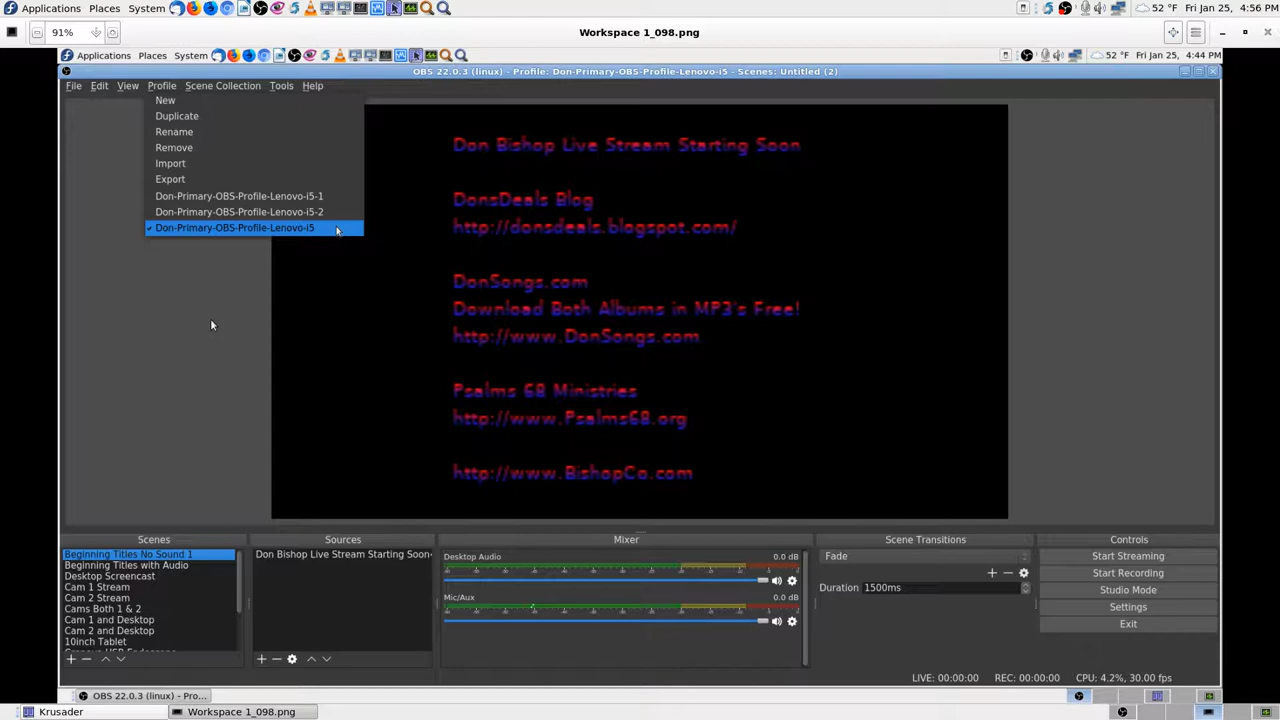 Applications Places System 52 °F Fri Jan 25, 4:56 PM
91% Workspace 1_098.png
Applications Places System 52 °F Fri Jan 25, 4:44 PM
OBS 22.0.3 (linux) - Profile: Don-Primary-OBS-Profile-Lenovo-i5 - Scenes: Untitled (2)
File Edit View Profile Scene Collection Tools Help
New
Duplicate
Rename
Remove
Import
Export
Don-Primary-OBS-Profile-Lenovo-i5-1
Don-Primary-OBS-Profile-Lenovo-i5-2
Don-Primary-OBS-Profile-Lenovo-i5
Don Bishop Live Stream Starting Soon
DonsDeals Blog
http://donsdeals.blogspot.com/
DonSongs.com
Download Both Albums in MP3's Free!
http://www.DonSongs.com
Psalms 68 Ministries
http://www.Psalms68.org
http://www.BishopCo.com
Scenes
Beginning Titles No Sound 1
Beginning Titles with Audio
Desktop Screencast
Cam 1 Stream
Cam 2 Stream
Cams Both 1 & 2
Cam 1 and Desktop
Cam 2 and Desktop
10inch Tablet
Sources
Don Bishop Live Stream Starting Soon
Mixer
Desktop Audio 0.0 dB
Mic/Aux 0.0 dB
Scene Transitions
Fade
Duration 1500ms
Controls
Start Streaming
Start Recording
Studio Mode
Settings
Exit
LIVE: 00:00:00 REC: 00:00:00 CPU: 4.2%, 30.00 fps
OBS 22.0.3 (linux) - Pro...
Krusader Workspace 1_098.png